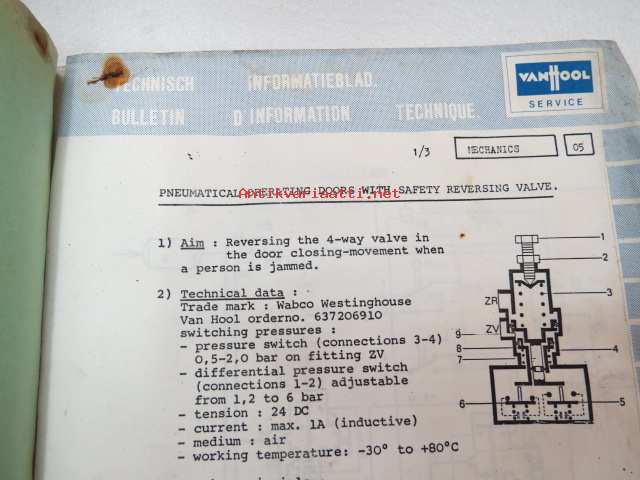 TECHNISCH INFORMATIEBLAD.
BULLETIN D'INFORMATION TECHNIQUE.
VANHOOL
SERVICE
1/3 MECHANICS 05
PNEUMATICAL OPERATING DOORS WITH SAFETY REVERSING VALVE.
Antikvariaatti.net
1) Aim : Reversing the 4-way valve in
the door closing-movement when
a person is jammed.
2) Technical data :
Trade mark : Wabco Westinghouse
Van Hool orderno. 637206910
switching pressures :
- pressure switch (connections 3-4)
0,5-2,0 bar on fitting ZV
- differential pressure switch
(connections 1-2) adjustable
from 1,2 to 6 bar
- tension : 24 DC
- current : max. 1A (inductive)
- medium : air
- working temperature: -30° to +80°C
1
2
ZR
3
ZV
9
8
4
7
6
5